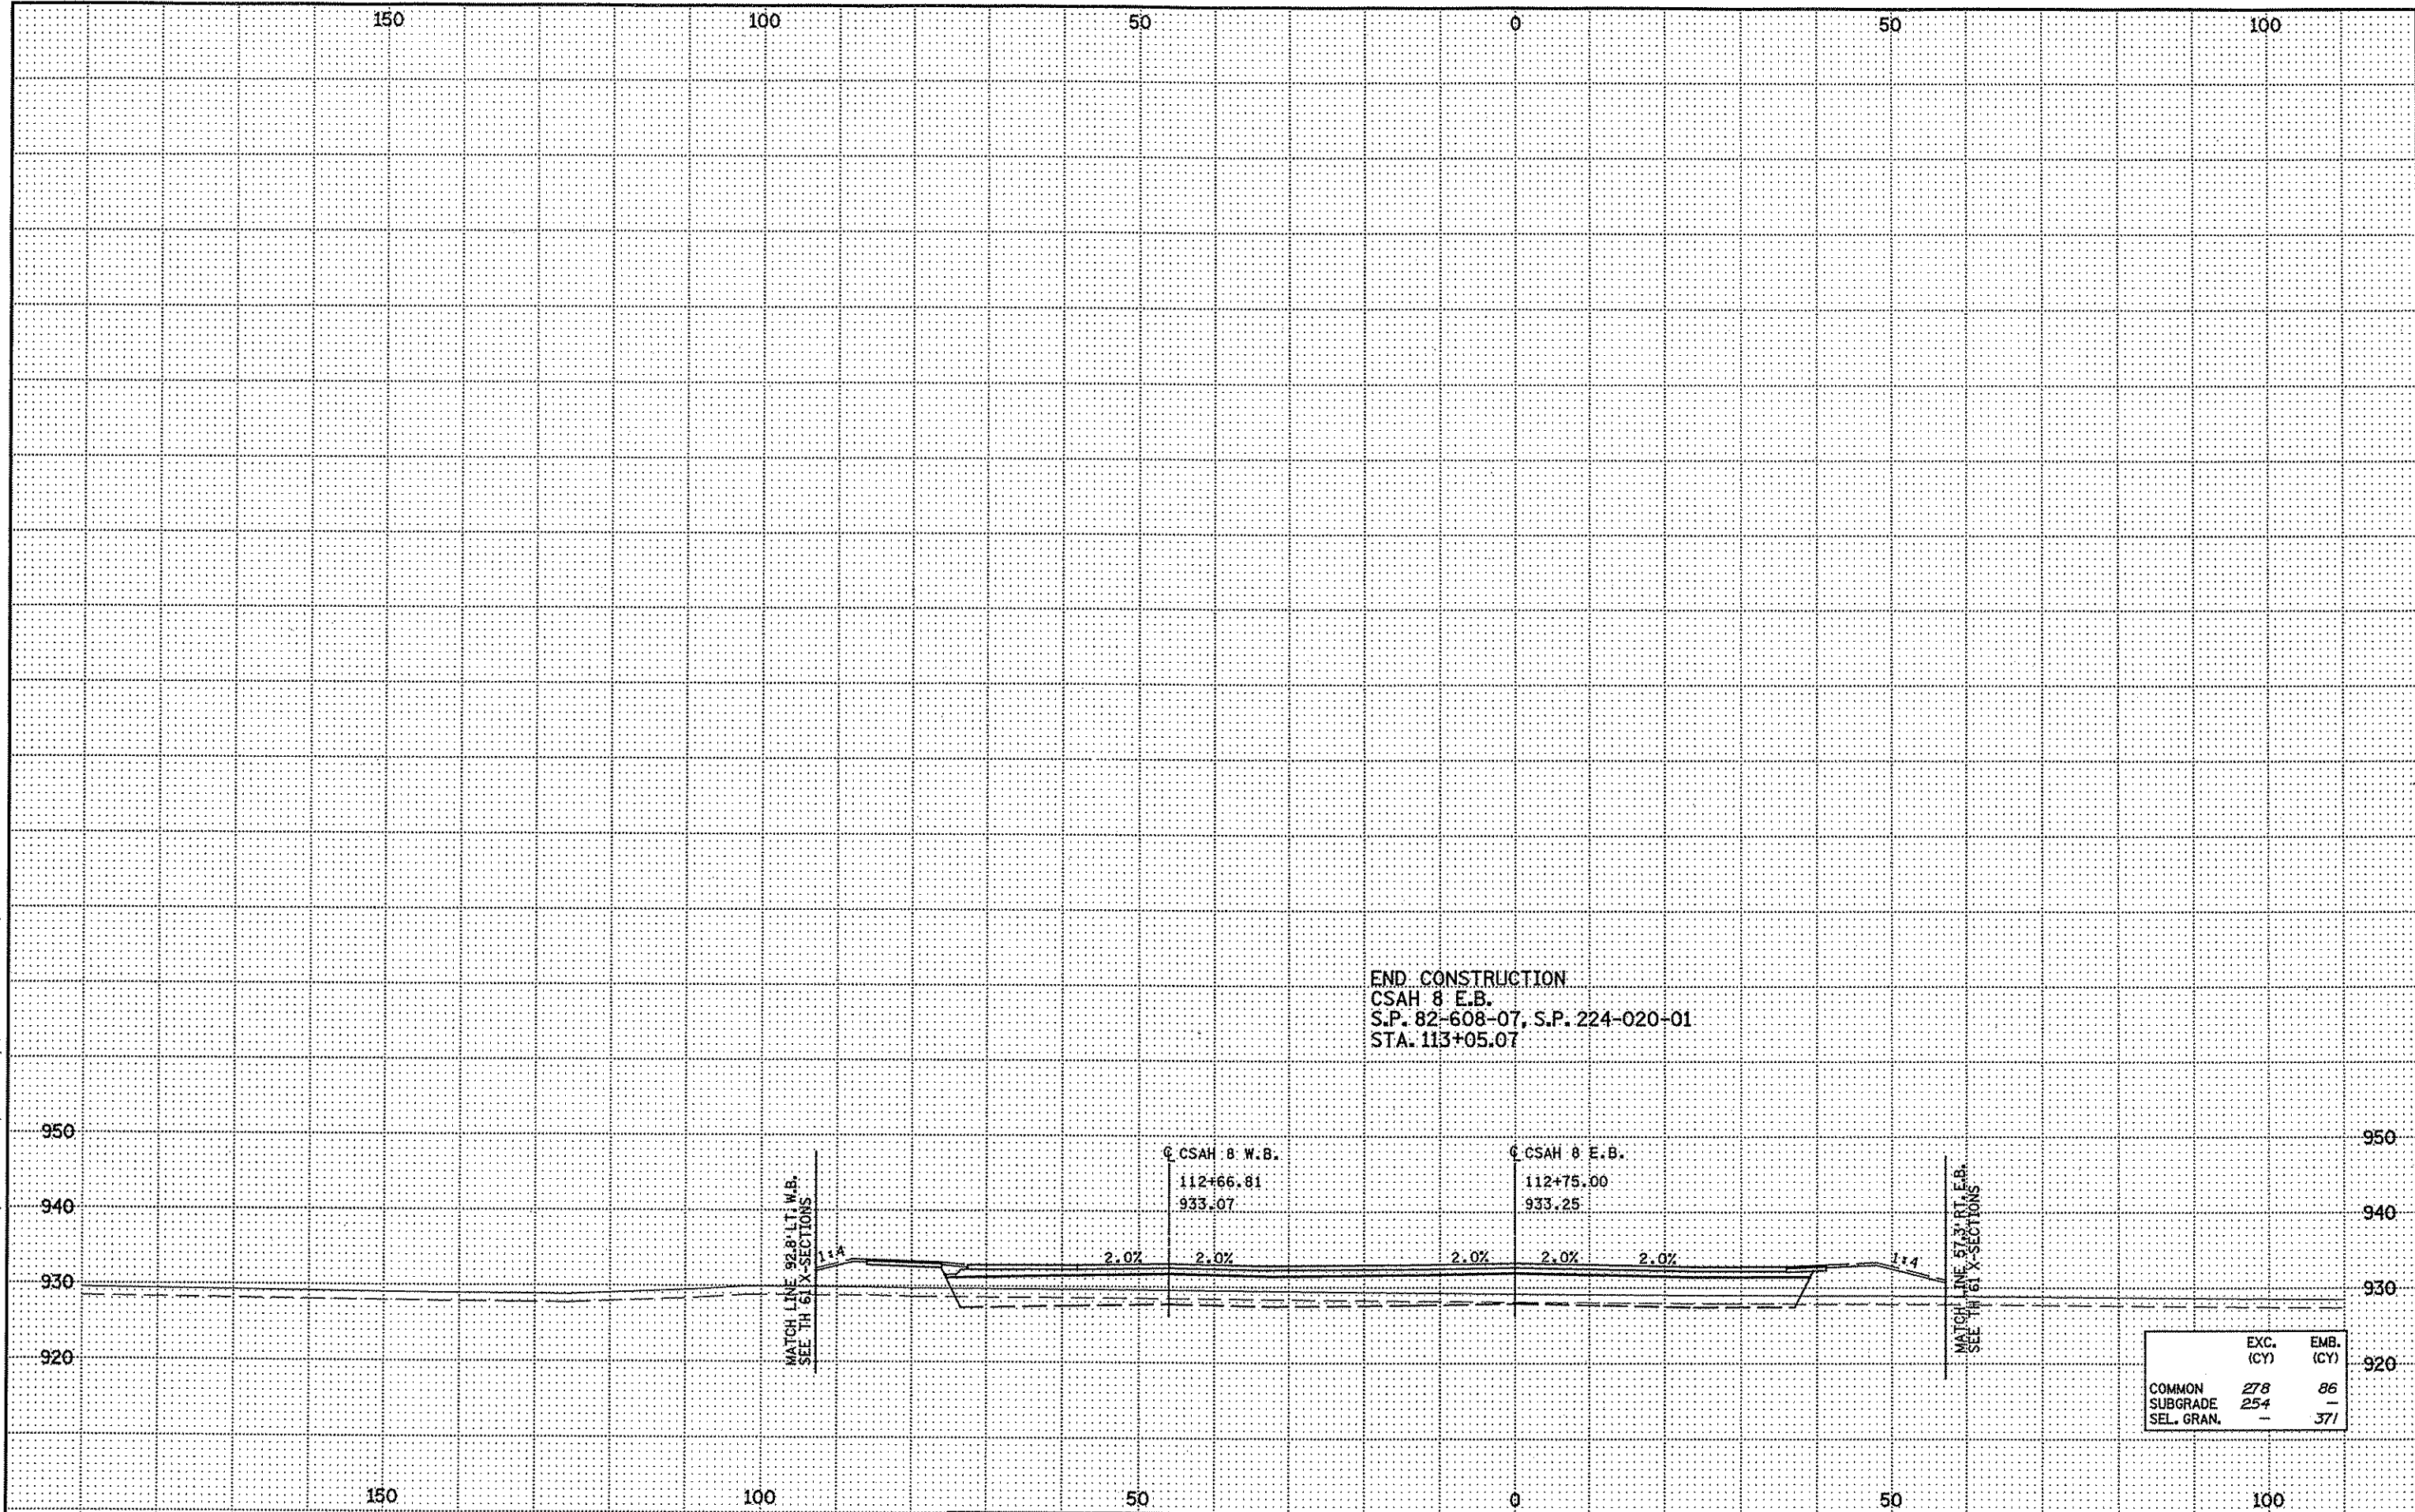 150 100 50 0 50 100
END CONSTRUCTION
CSAH 8 E.B.
S.P. 82-608-07, S.P. 224-020-01
STA. 113+05.07
950 950
℄ CSAH 8 W.B.
112+66.81
933.07
℄ CSAH 8 E.B.
112+75.00
933.25
940 940
MATCH LINE 92.8' LT. W.B.
SEE TH 61 X-SECTIONS
MATCH LINE 57.3' RT. E.B.
SEE TH 61 X-SECTIONS
1:4 2.0% 2.0% 2.0% 2.0% 2.0% 1:4
930 930
920 920
EXC. EMB.
(CY) (CY)
COMMON 278 86
SUBGRADE 254 —
SEL. GRAN. — 371
150 100 50 0 50 100